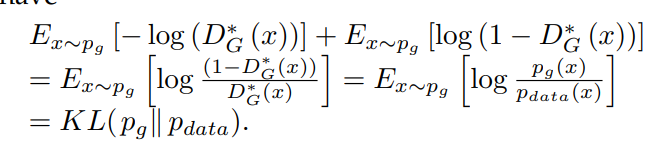 have
E_{x∼p_g} [− log (D*_G (x))] + E_{x∼p_g} [log (1 − D*_G (x))]
= E_{x∼p_g} [log (1−D*_G(x)) / D*_G(x)] = E_{x∼p_g} [log p_g(x) / p_{data}(x)]
= KL(p_g‖ p_{data}).